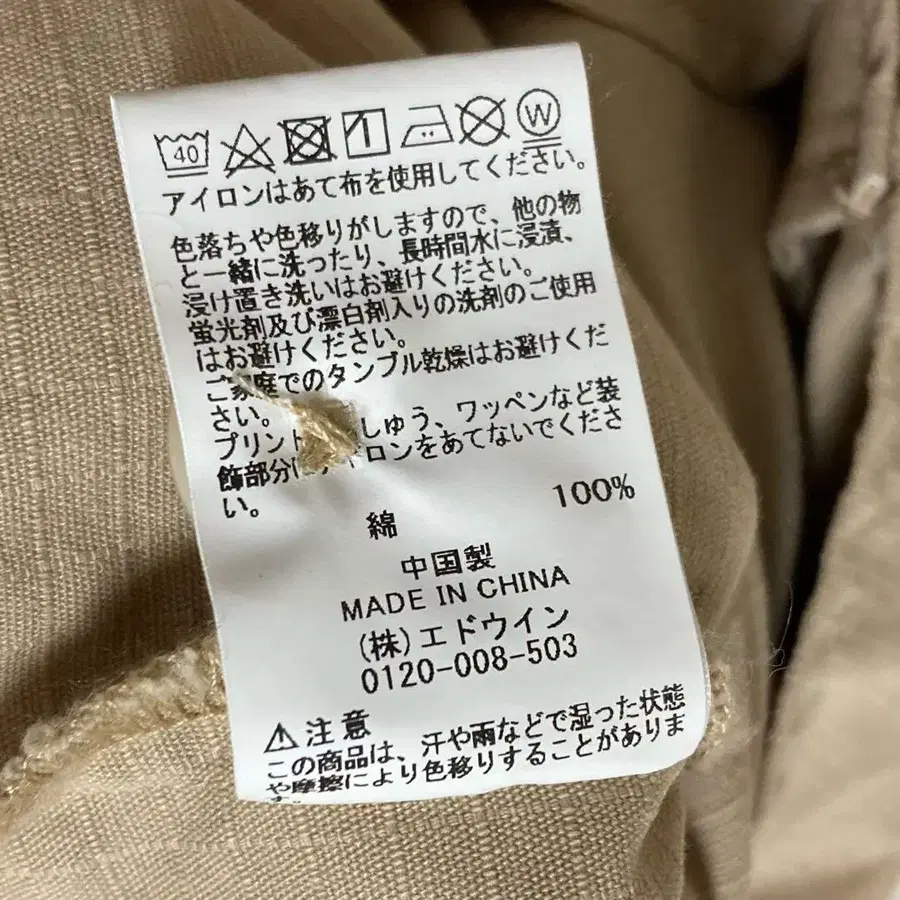 40 W
アイロンはあて布を使用してください。
色落ちや色移りがしますので、他の物
と一緒に洗ったり、長時間水に浸漬、
浸け置き洗いはお避けください。
蛍光剤及び漂白剤入りの洗剤のご使用
はお避けください。
ご家庭でのタンブル乾燥はお避けくだ
さい。
プリント しゅう、ワッペンなど装
飾部分 イロンをあてないでくださ
い。
綿 100%
中国製
MADE IN CHINA
(株)エドウイン
0120-008-503
注意
この商品は、汗や雨などで湿った状態
や摩擦により色移りすることがありま
す。